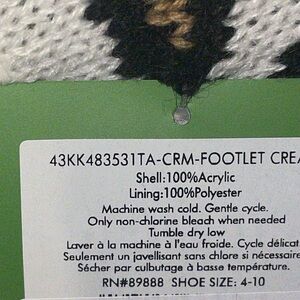 43KK483531TA-CRM-FOOTLET CREA
Shell:100%Acrylic
Lining:100%Polyester
Machine wash cold. Gentle cycle.
Only non-chlorine bleach when needed
Tumble dry low
Laver à la machine à l'eau froide. Cycle délicat
Seulement un javellisant sans chlore si nécessaire
Sécher par culbutage à basse température.
RN#89888 SHOE SIZE: 4-10